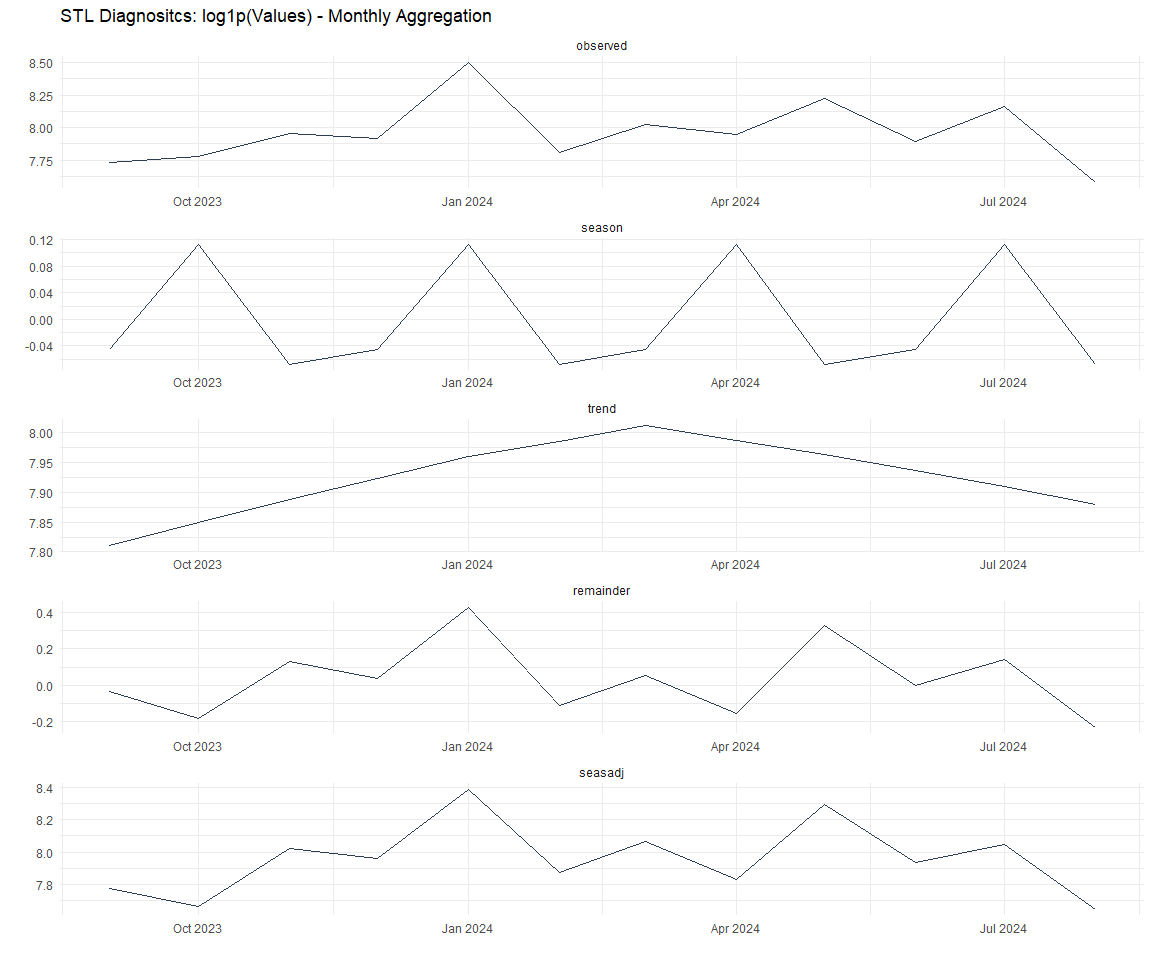 STL Diagnositcs: log1p(Values) - Monthly Aggregation
observed
8.50
8.25
8.00
7.75
Oct 2023 Jan 2024 Apr 2024 Jul 2024
season
0.12
0.08
0.04
0.00
-0.04
Oct 2023 Jan 2024 Apr 2024 Jul 2024
trend
8.00
7.95
7.90
7.85
7.80
Oct 2023 Jan 2024 Apr 2024 Jul 2024
remainder
0.4
0.2
0.0
-0.2
Oct 2023 Jan 2024 Apr 2024 Jul 2024
seasadj
8.4
8.2
8.0
7.8
Oct 2023 Jan 2024 Apr 2024 Jul 2024